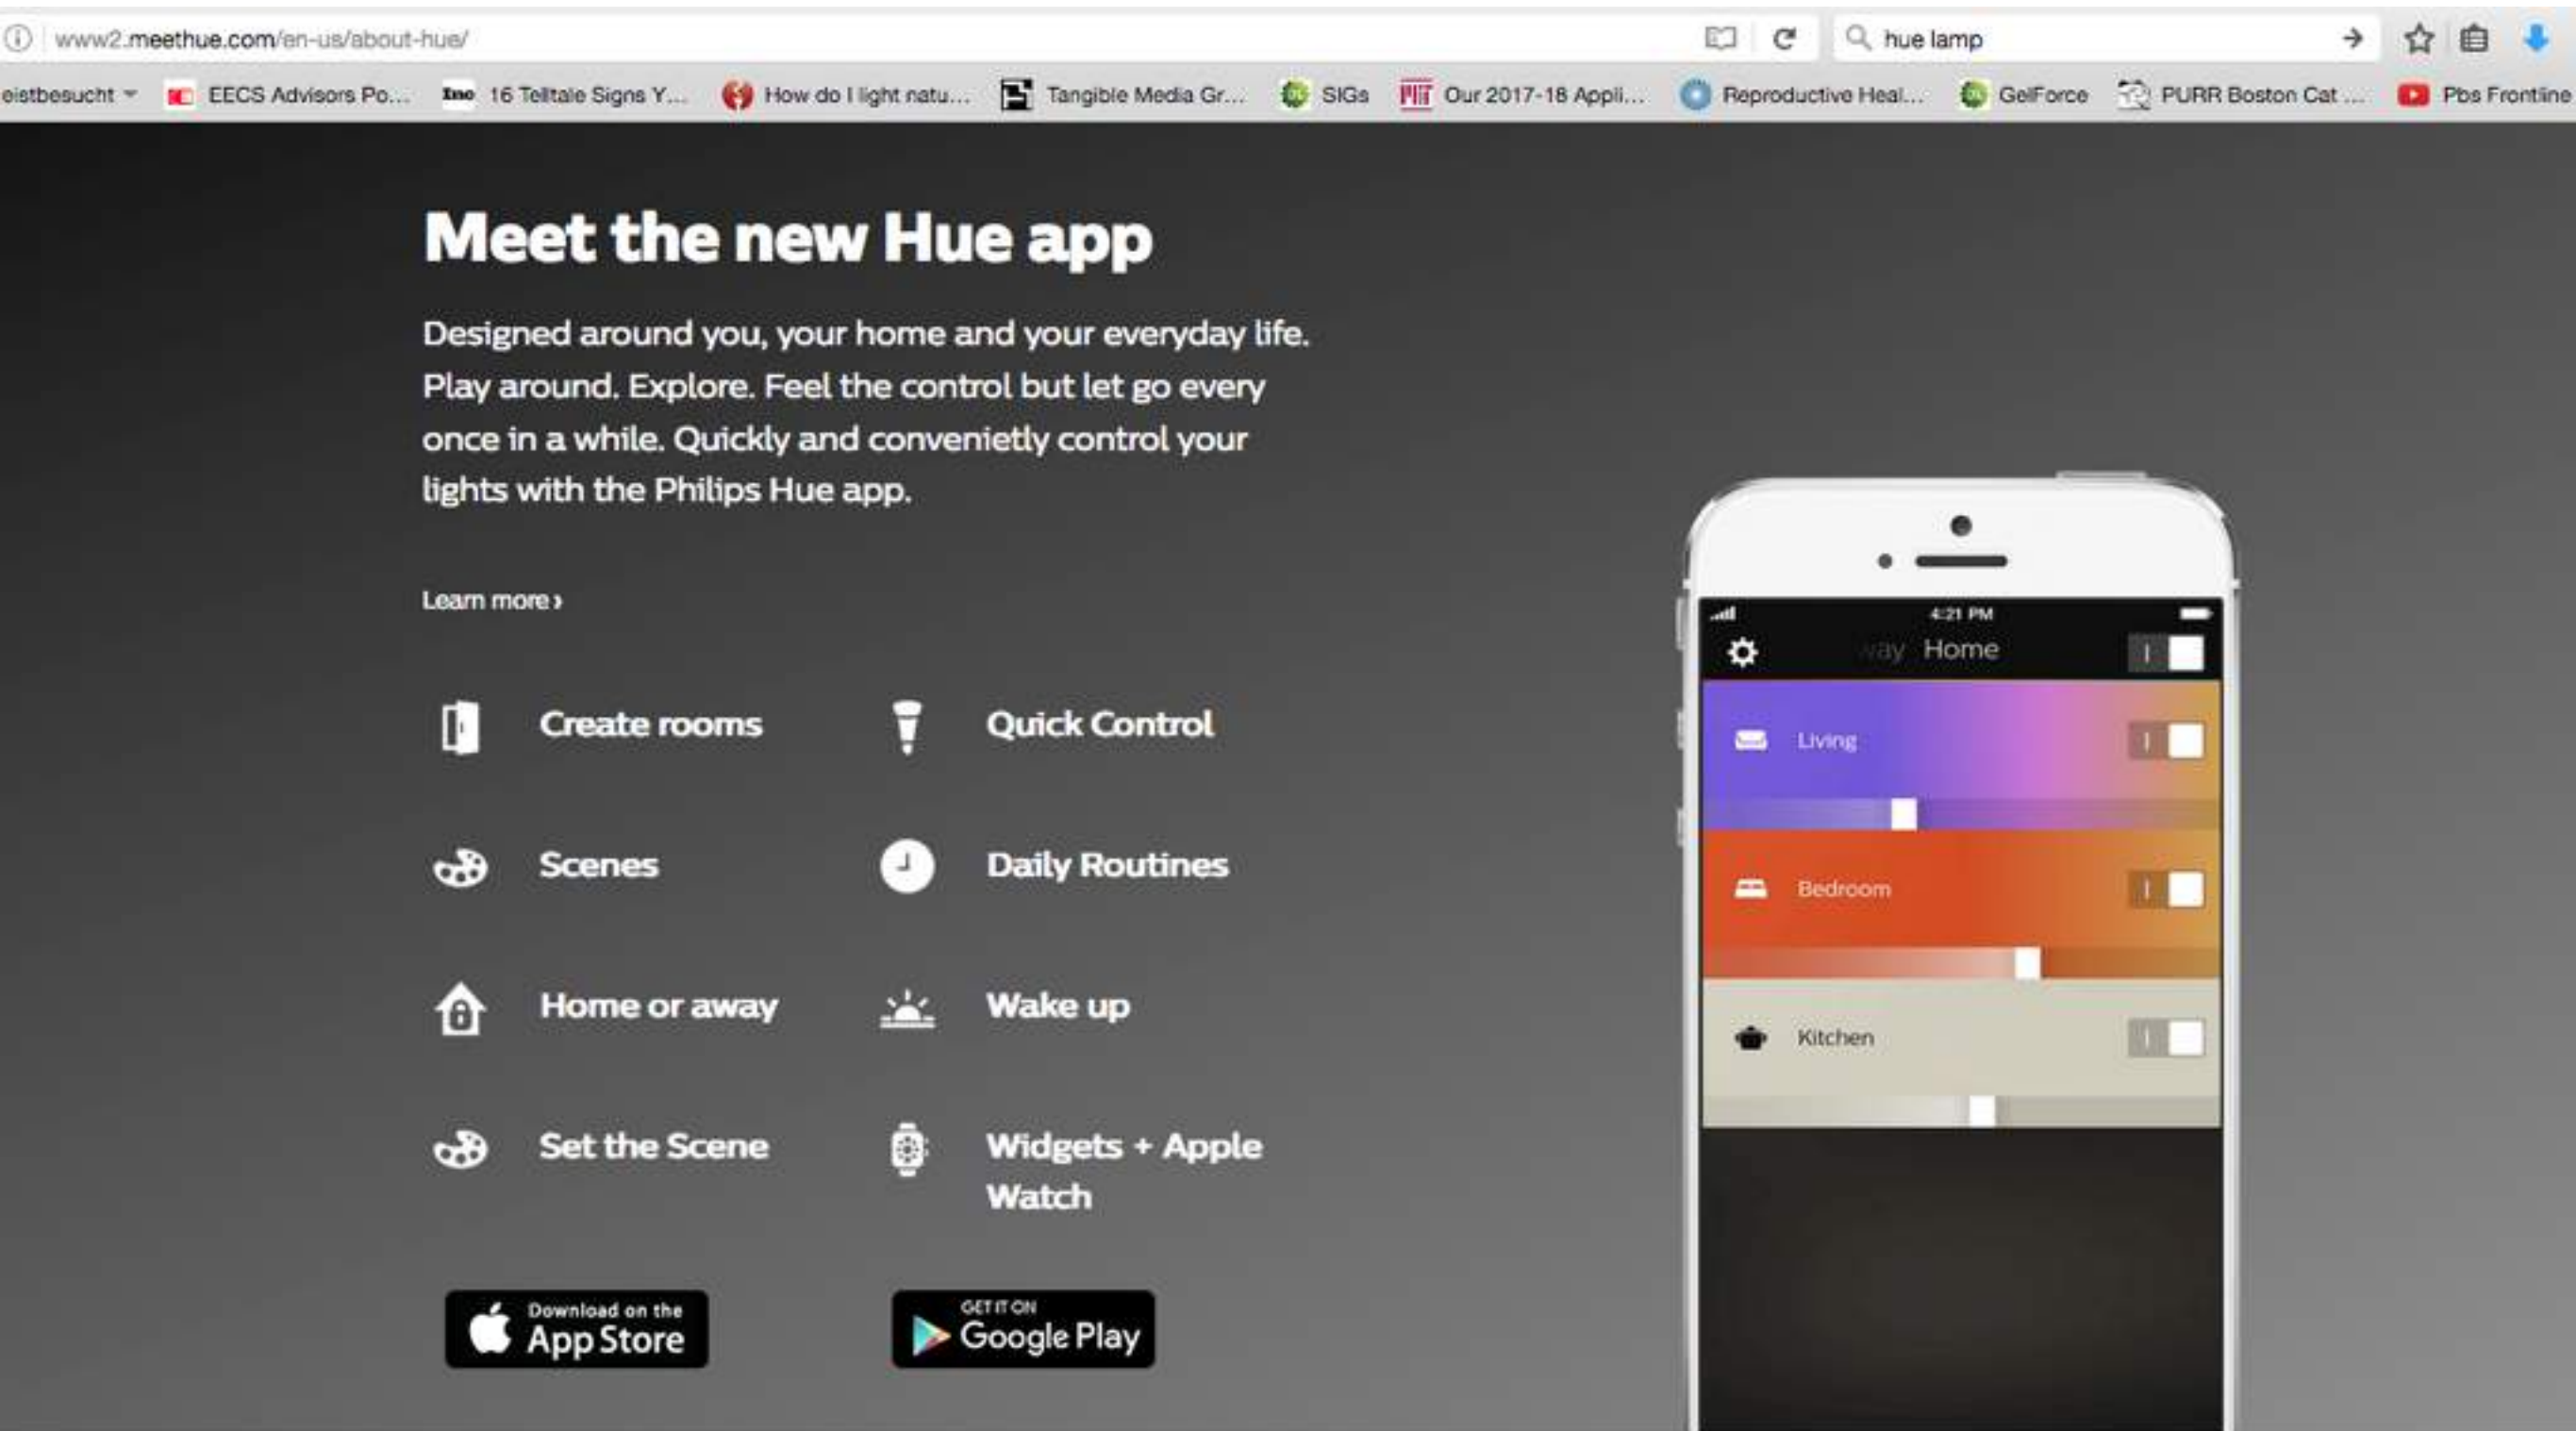 www2.meethue.com/en-us/about-hue/
hue lamp
eistbesucht
EECS Advisors Po...
Inc 16 Telltale Signs Y...
How do I light natu...
Tangible Media Gr...
SIGs
MIT Our 2017-18 Appli...
Reproductive Heal...
GelForce
PURR Boston Cat ...
Pbs Frontline
Meet the new Hue app
Designed around you, your home and your everyday life.
Play around. Explore. Feel the control but let go every
once in a while. Quickly and convenietly control your
lights with the Philips Hue app.
Learn more ›
Create rooms
Quick Control
Scenes
Daily Routines
Home or away
Wake up
Set the Scene
Widgets + Apple
Watch
Download on the
App Store
GET IT ON
Google Play
4:21 PM
way Home
Living
Bedroom
Kitchen